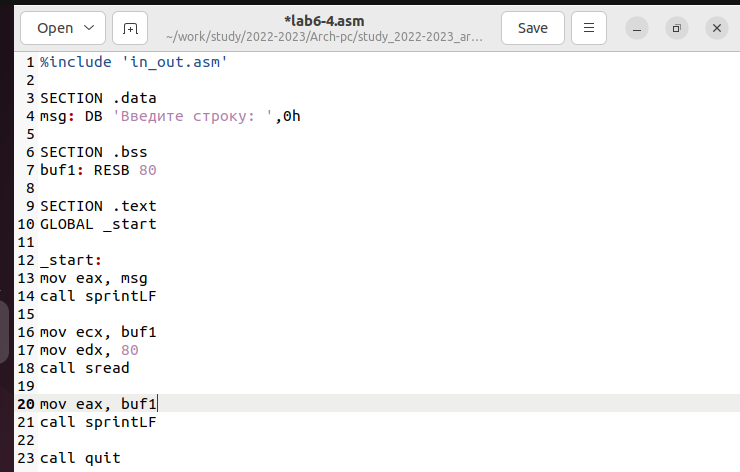 Open
*lab6-4.asm
~/work/study/2022-2023/Arch-pc/study_2022-2023_ar...
Save
1 %include 'in_out.asm'
2
3 SECTION .data
4 msg: DB 'Введите строку: ',0h
5
6 SECTION .bss
7 buf1: RESB 80
8
9 SECTION .text
10 GLOBAL _start
11
12 _start:
13 mov eax, msg
14 call sprintLF
15
16 mov ecx, buf1
17 mov edx, 80
18 call sread
19
20 mov eax, buf1
21 call sprintLF
22
23 call quit